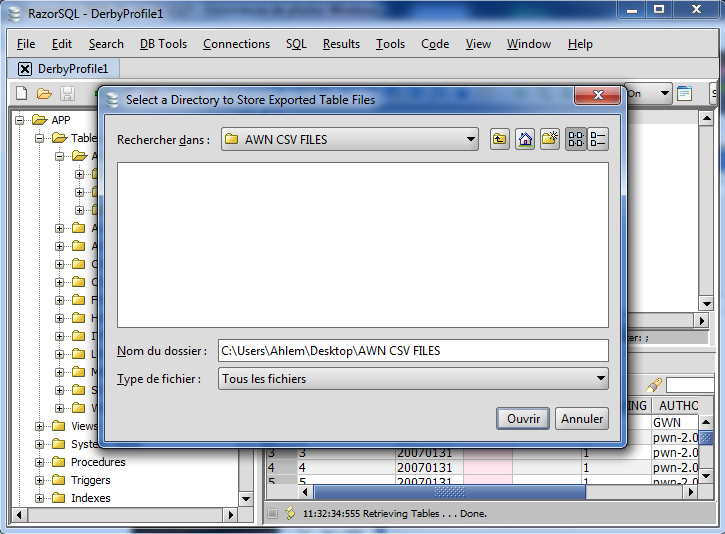 RazorSQL - DerbyProfile1
File Edit Search DB Tools Connections SQL Results Tools Code View Window Help
DerbyProfile1
On
Select a Directory to Store Exported Table Files
Rechercher dans : AWN CSV FILES
Nom du dossier : C:\Users\Ahlem\Desktop\AWN CSV FILES
Type de fichier : Tous les fichiers
Ouvrir Annuler
APP
Table
A
A
A
C
C
F
H
IT
L
M
S
W
Views
Syste
Procedures
Triggers
Indexes
ter: ;
ING AUTHO
GWN
pwn-2.0
3 3 20070131 1 pwn-2.0
4 4 20070131 1 pwn-2.0
5 5 20070131 1 pwn-2.0
11:32:34:555 Retrieving Tables . . . Done.